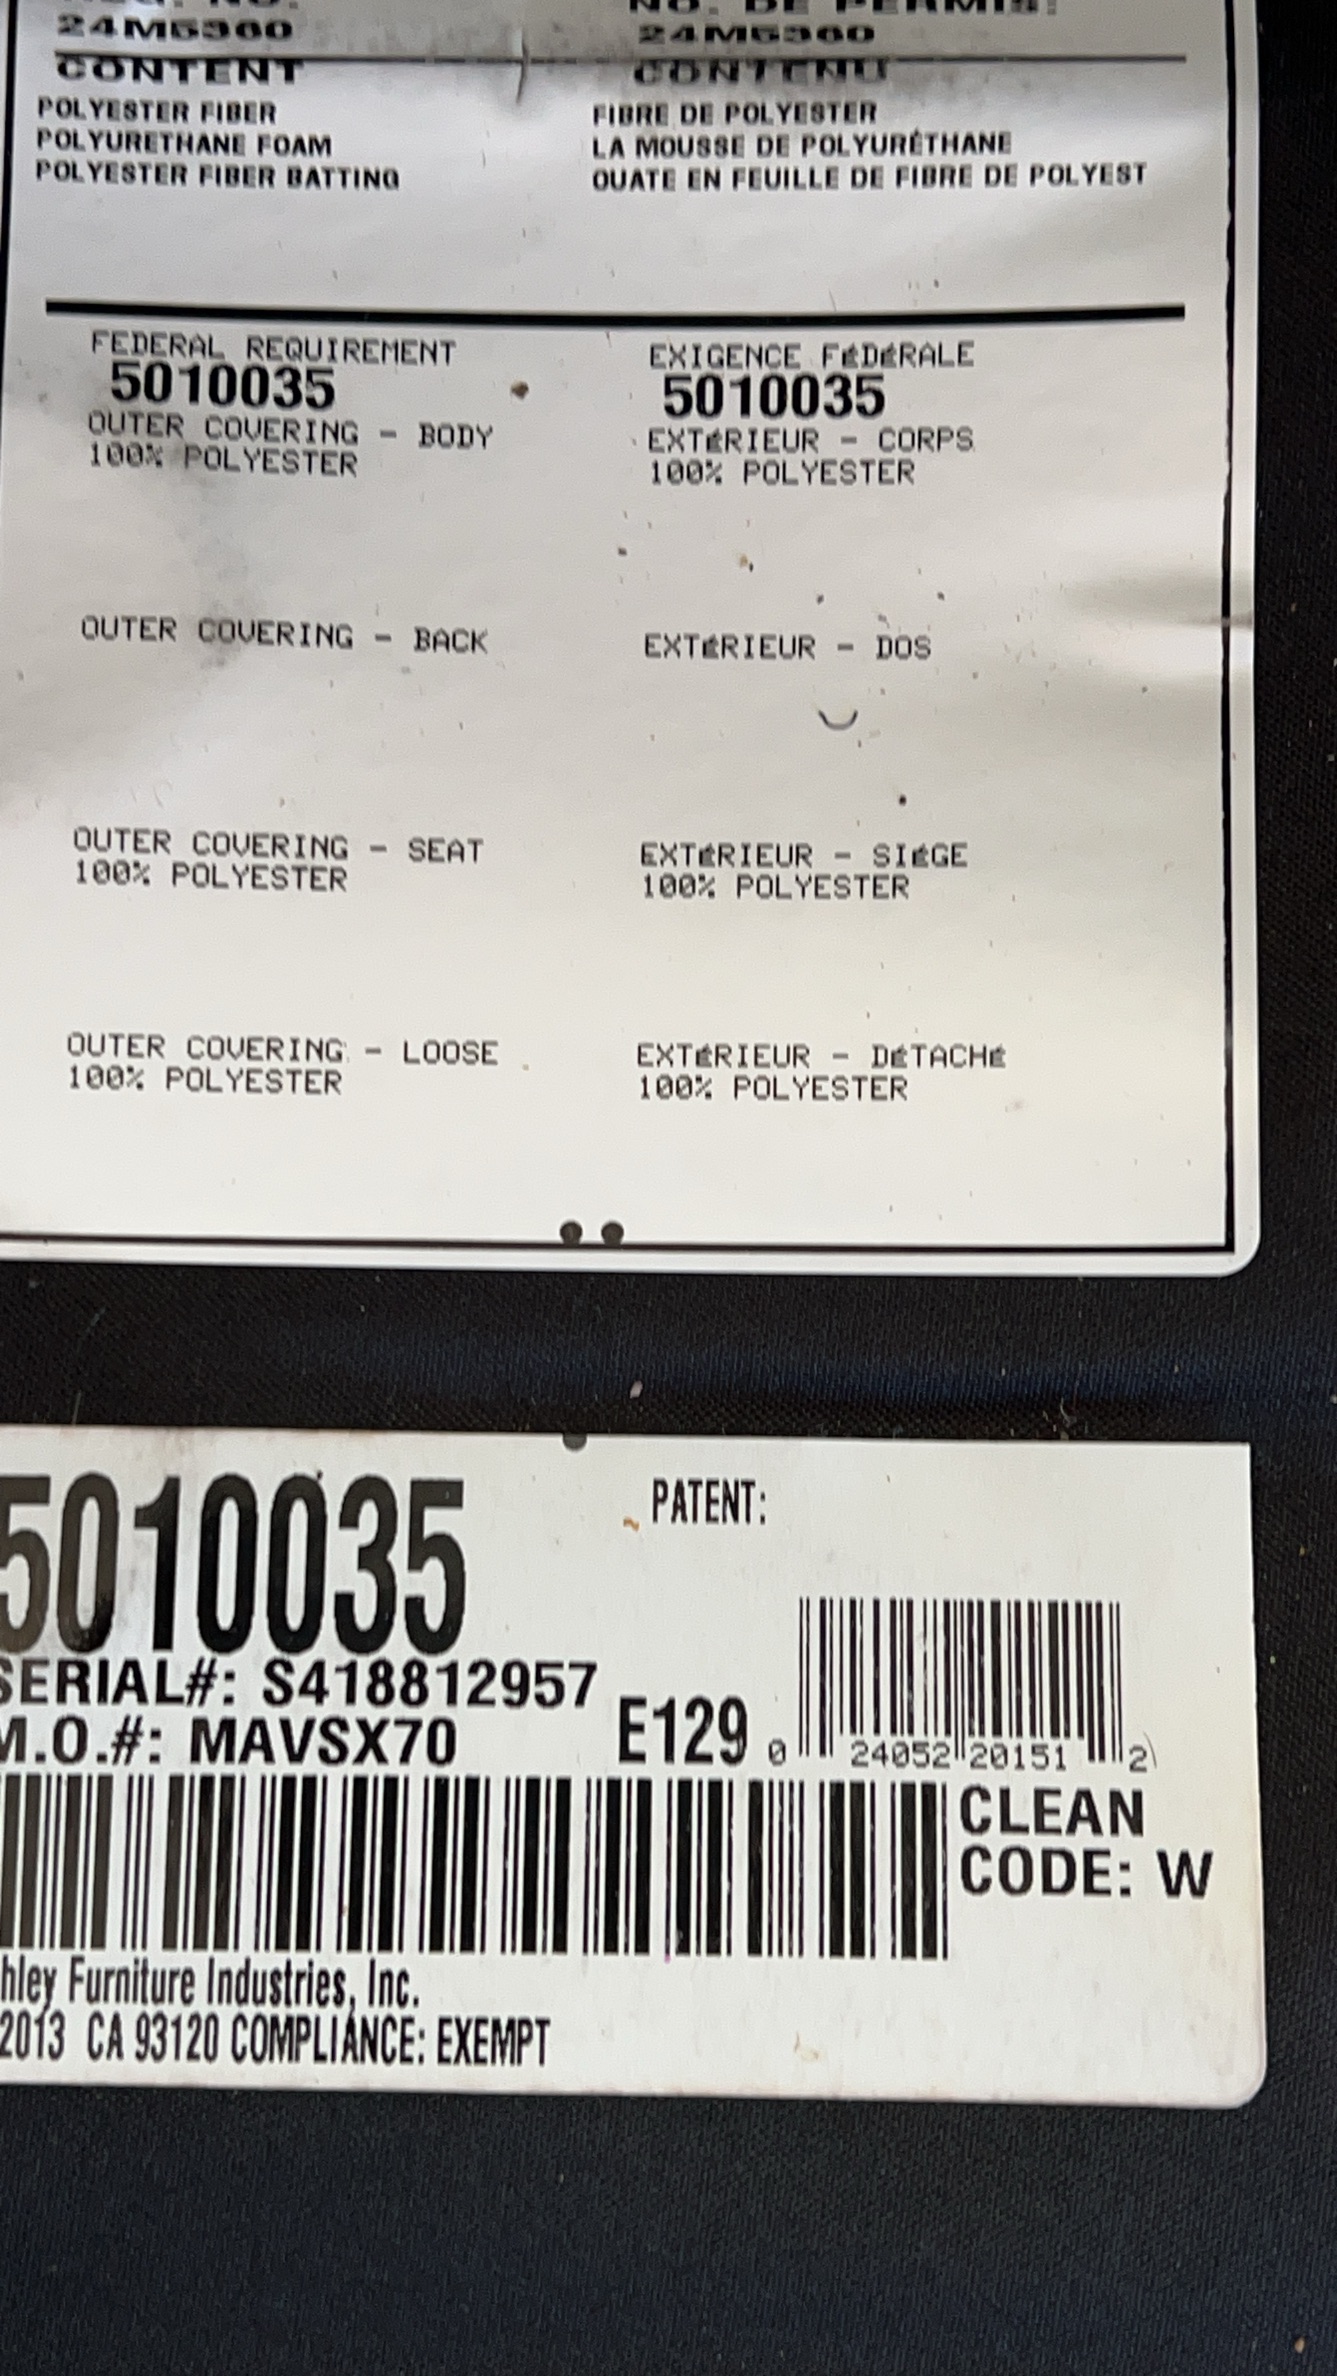 NO. DE PERMIS:
24M5360 24M5360
CONTENT CONTENU
POLYESTER FIBER FIBRE DE POLYESTER
POLYURETHANE FOAM LA MOUSSE DE POLYURÉTHANE
POLYESTER FIBER BATTING OUATE EN FEUILLE DE FIBRE DE POLYEST
FEDERAL REQUIREMENT EXIGENCE FÉDÉRALE
5010035 5010035
OUTER COVERING - BODY EXTÉRIEUR - CORPS
100% POLYESTER 100% POLYESTER
OUTER COVERING - BACK EXTÉRIEUR - DOS
OUTER COVERING - SEAT EXTÉRIEUR - SIÉGE
100% POLYESTER 100% POLYESTER
OUTER COVERING - LOOSE EXTÉRIEUR - DÉTACHÉ
100% POLYESTER 100% POLYESTER
5010035 PATENT:
SERIAL#: S418812957
M.O.#: MAVSX70 E129 0 24052 20151 2
CLEAN
CODE: W
hley Furniture Industries, Inc.
2013 CA 93120 COMPLIANCE: EXEMPT